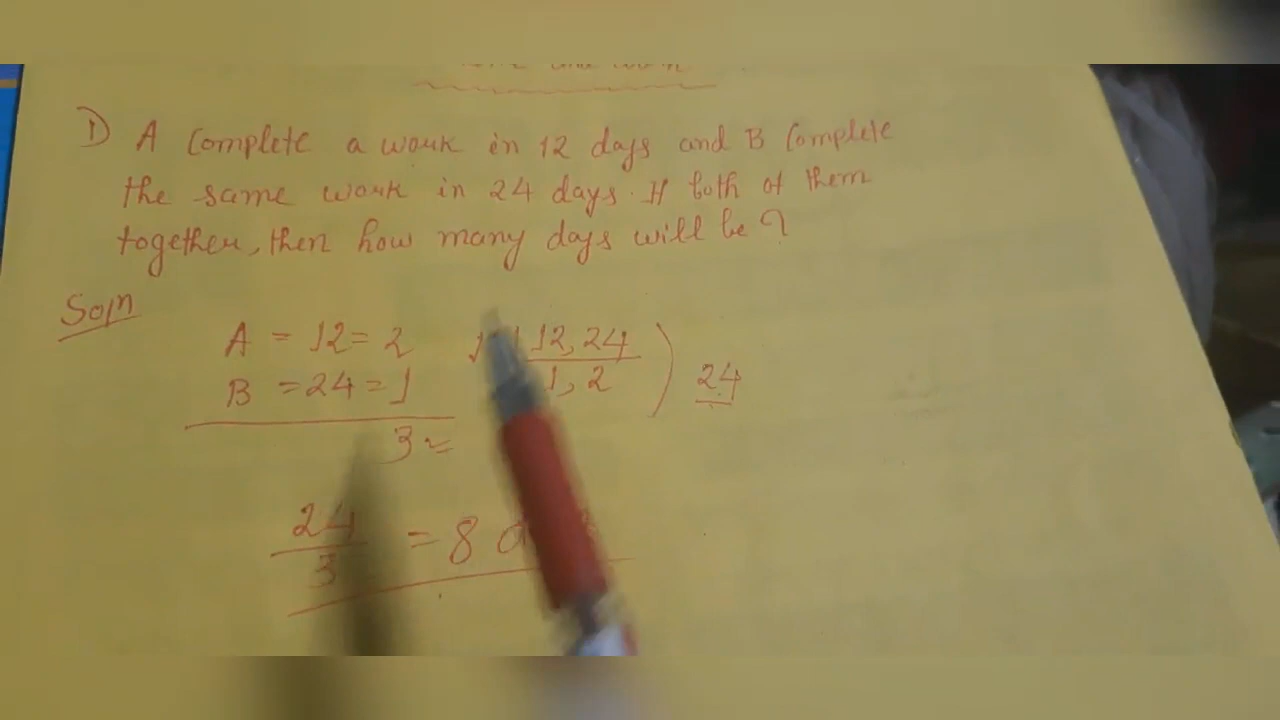 1) A Complete a work in 12 days and B Complete
the same work in 24 days. If both of them
together, then how many days will be ?
Soln
A = 12 = 2
12, 24
B = 24 = 1
1, 2
) 24
3
24
3
= 8